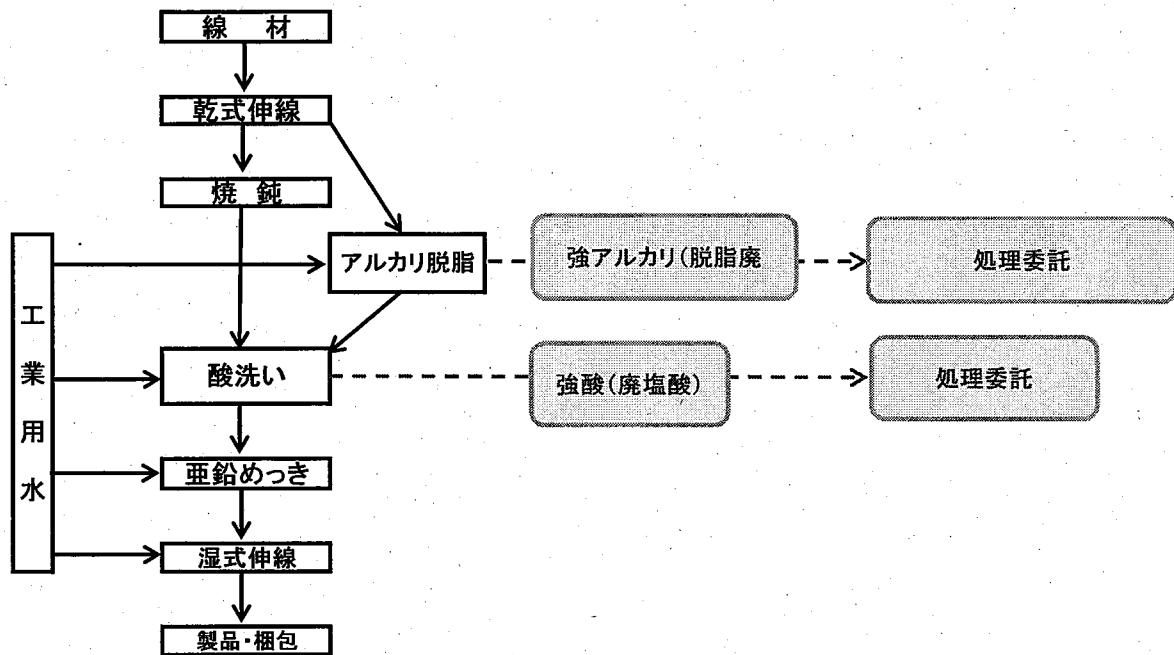 線 材
乾式伸線
焼 鈍
アルカリ脱脂
強アルカリ(脱脂廃
処理委託
工業用水
酸洗い
強酸(廃塩酸)
処理委託
亜鉛めっき
湿式伸線
製品・梱包